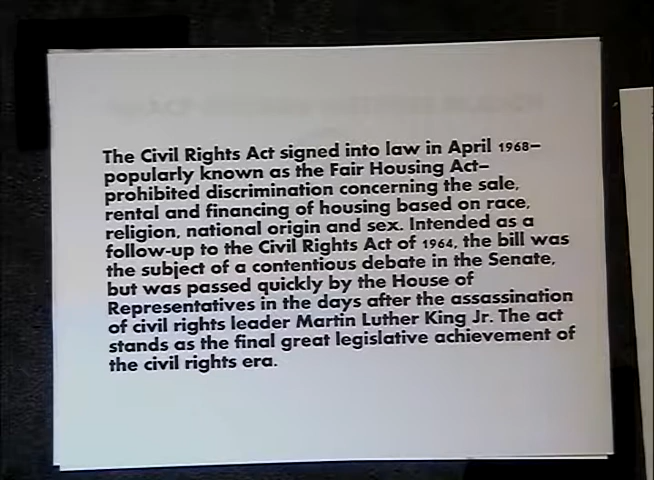 The Civil Rights Act signed into law in April 1968–
popularly known as the Fair Housing Act–
prohibited discrimination concerning the sale,
rental and financing of housing based on race,
religion, national origin and sex. Intended as a
follow-up to the Civil Rights Act of 1964, the bill was
the subject of a contentious debate in the Senate,
but was passed quickly by the House of
Representatives in the days after the assassination
of civil rights leader Martin Luther King Jr. The act
stands as the final great legislative achievement of
the civil rights era.